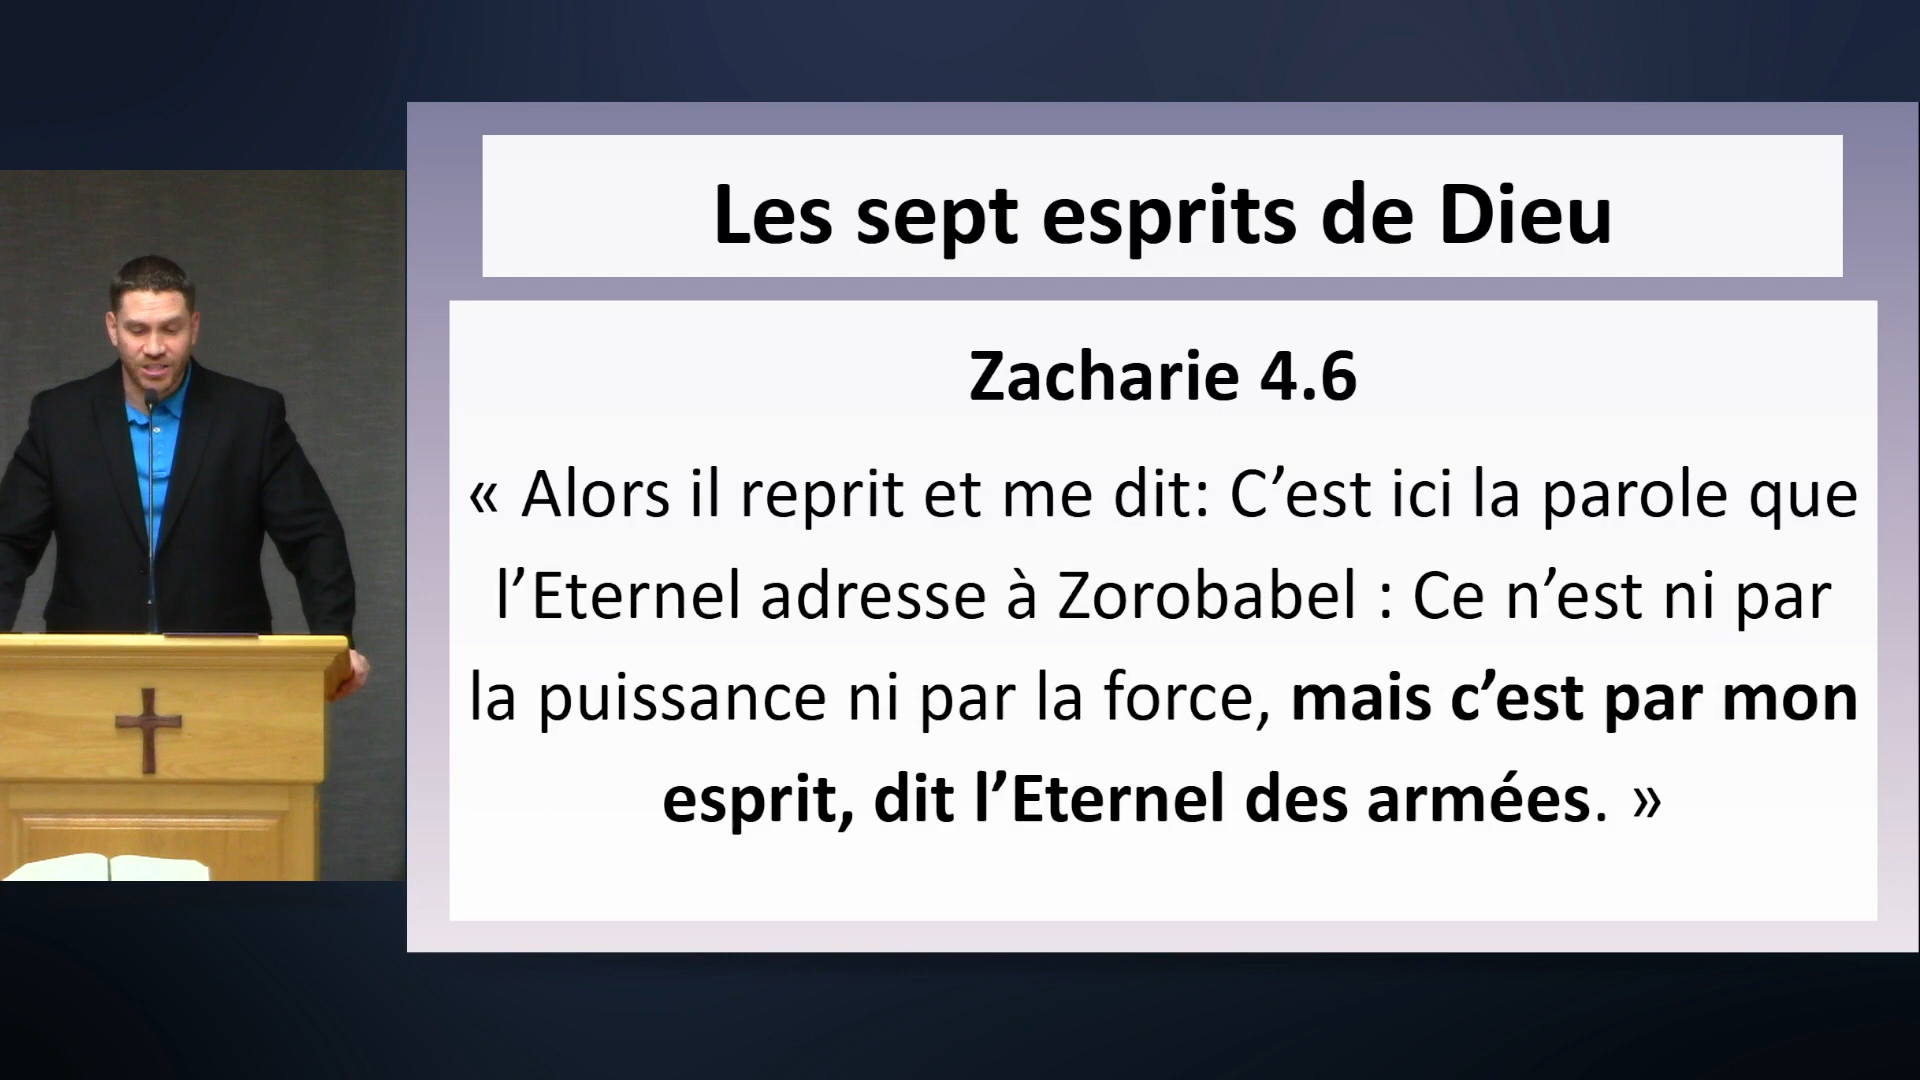 Les sept esprits de Dieu
Zacharie 4.6
« Alors il reprit et me dit: C’est ici la parole que
l’Eternel adresse à Zorobabel : Ce n’est ni par
la puissance ni par la force, mais c’est par mon
esprit, dit l’Eternel des armées. »